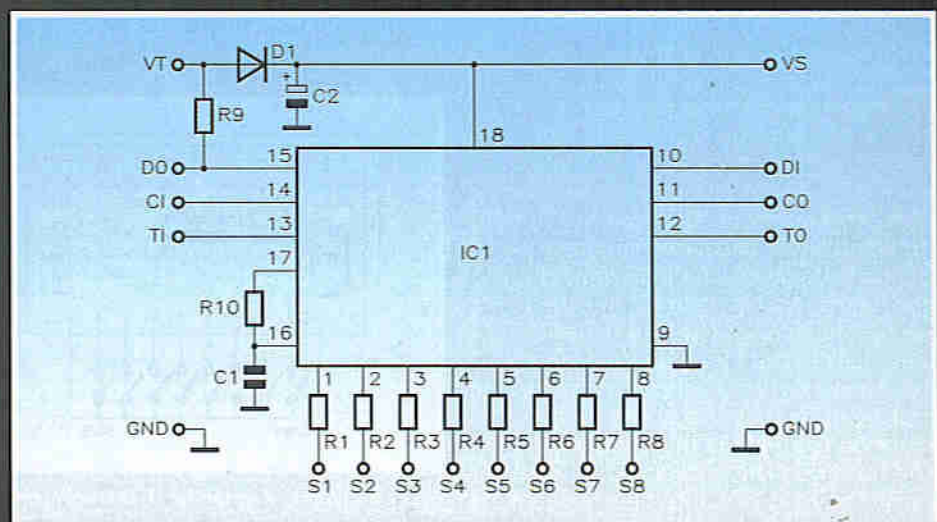 VT D1 VS
+
C2
R9
18
DO 15 10 DI
CI 14 11 CO
TI 13 12 TO
17 IC1
R10
16 9
C1
1 2 3 4 5 6 7 8
GND R1 R2 R3 R4 R5 R6 R7 R8 GND
S1 S2 S3 S4 S5 S6 S7 S8